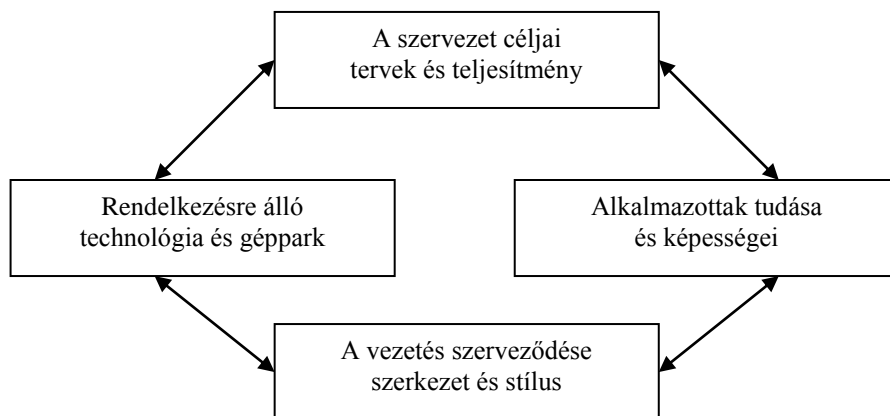 A szervezet céljai
tervek és teljesítmény
Rendelkezésre álló
technológia és géppark
Alkalmazottak tudása
és képességei
A vezetés szerveződése
szerkezet és stílus